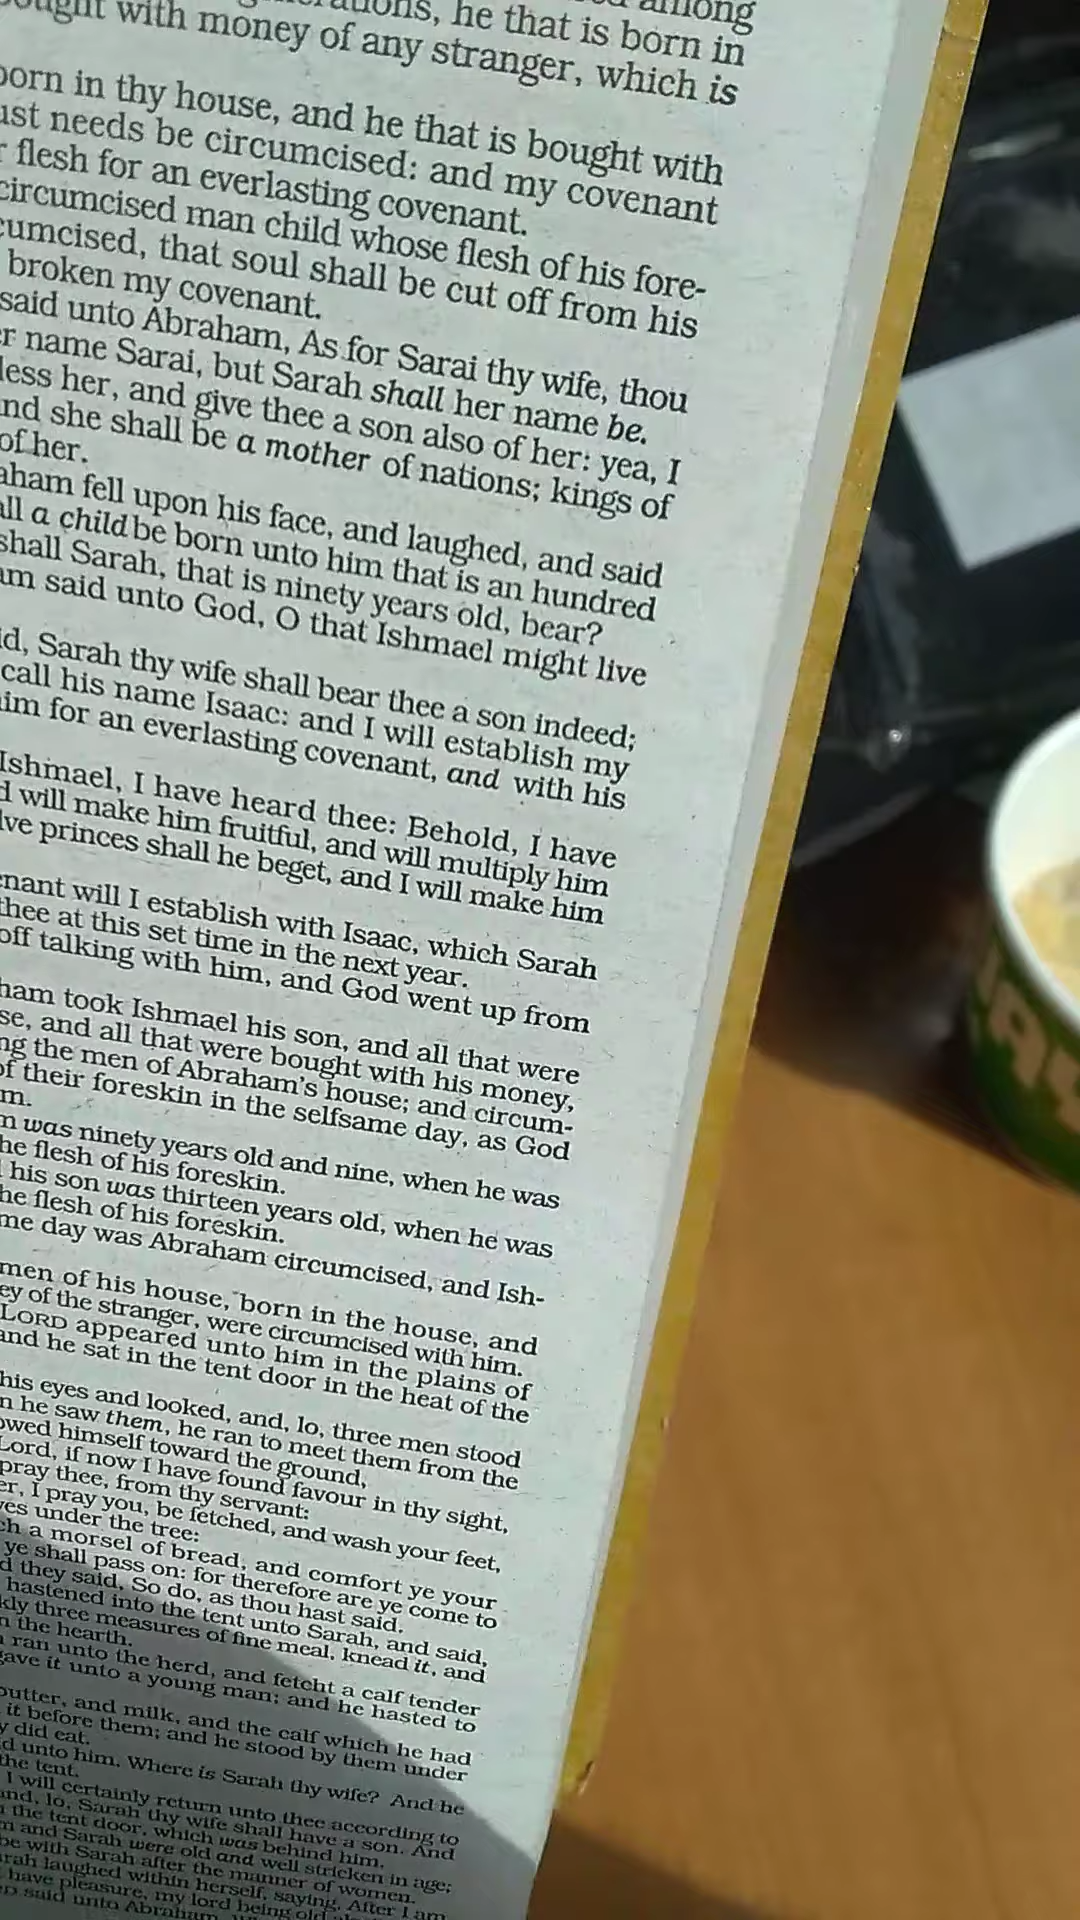 among
he that is born in
with money of any stranger, which is
born in thy house, and he that is bought with
needs be circumcised: and my covenant
flesh for an everlasting covenant.
circumcised man child whose flesh of his fore-
cumcised, that soul shall be cut off from his
broken my covenant.
said unto Abraham, As for Sarai thy wife, thou
name Sarai, but Sarah shall her name be.
less her, and give thee a son also of her: yea, I
nd she shall be a mother of nations; kings of
of her.
aham fell upon his face, and laughed, and said
all a child be born unto him that is an hundred
shall Sarah, that is ninety years old, bear?
am said unto God, O that Ishmael might live
id, Sarah thy wife shall bear thee a son indeed;
call his name Isaac: and I will establish my
him for an everlasting covenant, and with his
Ishmael, I have heard thee: Behold, I have
d will make him fruitful, and will multiply him
lve princes shall he beget, and I will make him
enant will I establish with Isaac, which Sarah
thee at this set time in the next year.
off talking with him, and God went up from
ham took Ishmael his son, and all that were
se, and all that were bought with his money,
ng the men of Abraham's house; and circum-
of their foreskin in the selfsame day, as God
m.
m was ninety years old and nine, when he was
he flesh of his foreskin.
his son was thirteen years old, when he was
he flesh of his foreskin.
me day was Abraham circumcised, and Ish-
men of his house, born in the house, and
ey of the stranger, were circumcised with him.
LORD appeared unto him in the plains of
and he sat in the tent door in the heat of the
his eyes and looked, and, lo, three men stood
n he saw them, he ran to meet them from the
owed himself toward the ground,
Lord, if now I have found favour in thy sight,
pray thee, from thy servant:
er, I pray you, be fetched, and wash your feet,
ves under the tree:
ch a morsel of bread, and comfort ye your
ye shall pass on: for therefore are ye come to
d they said, So do, as thou hast said.
hastened into the tent unto Sarah, and said,
kly three measures of fine meal, knead it, and
n the hearth.
ran unto the herd, and fetcht a calf tender
gave it unto a young man; and he hasted to
butter, and milk, and the calf which he had
it before them; and he stood by them under
y did eat.
d unto him, Where is Sarah thy wife? And he
the tent.
I will certainly return unto thee according to
and, lo, Sarah thy wife shall have a son. And
the tent door, which was behind him.
m and Sarah were old and well stricken in age;
be with Sarah after the manner of women.
rah laughed within herself, saying, After I am
have pleasure, my lord being old
said unto Abraham,